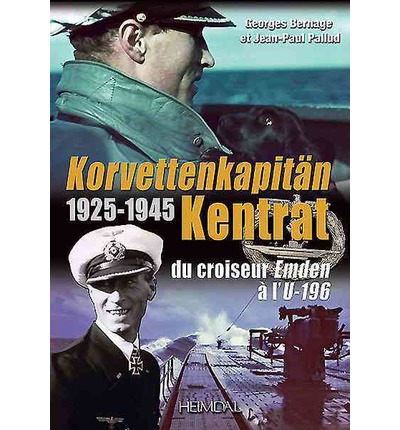 Georges Bernage
et Jean-Paul Pallud
Korvettenkapitän
1925-1945 Kentrat
du croiseur Emden
à l'U-196
HEIMDAL